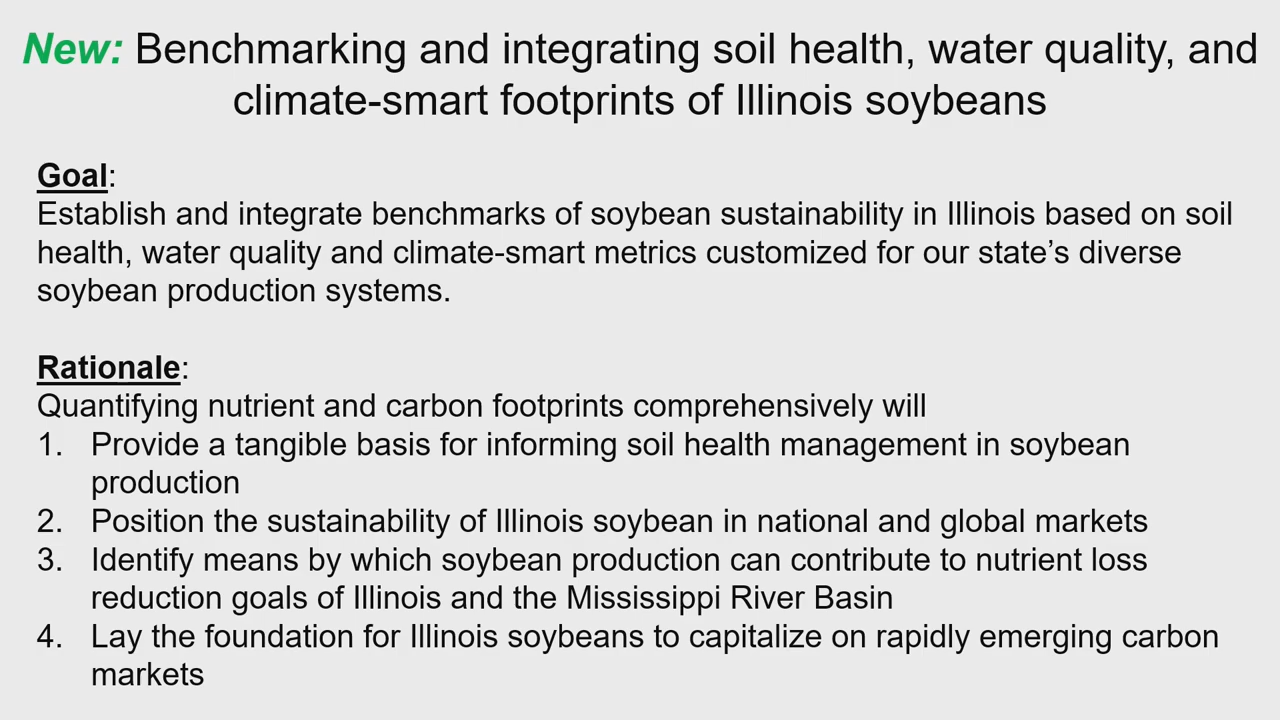 New: Benchmarking and integrating soil health, water quality, and
climate-smart footprints of Illinois soybeans
Goal:
Establish and integrate benchmarks of soybean sustainability in Illinois based on soil
health, water quality and climate-smart metrics customized for our state’s diverse
soybean production systems.
Rationale:
Quantifying nutrient and carbon footprints comprehensively will
1. Provide a tangible basis for informing soil health management in soybean
production
2. Position the sustainability of Illinois soybean in national and global markets
3. Identify means by which soybean production can contribute to nutrient loss
reduction goals of Illinois and the Mississippi River Basin
4. Lay the foundation for Illinois soybeans to capitalize on rapidly emerging carbon
markets